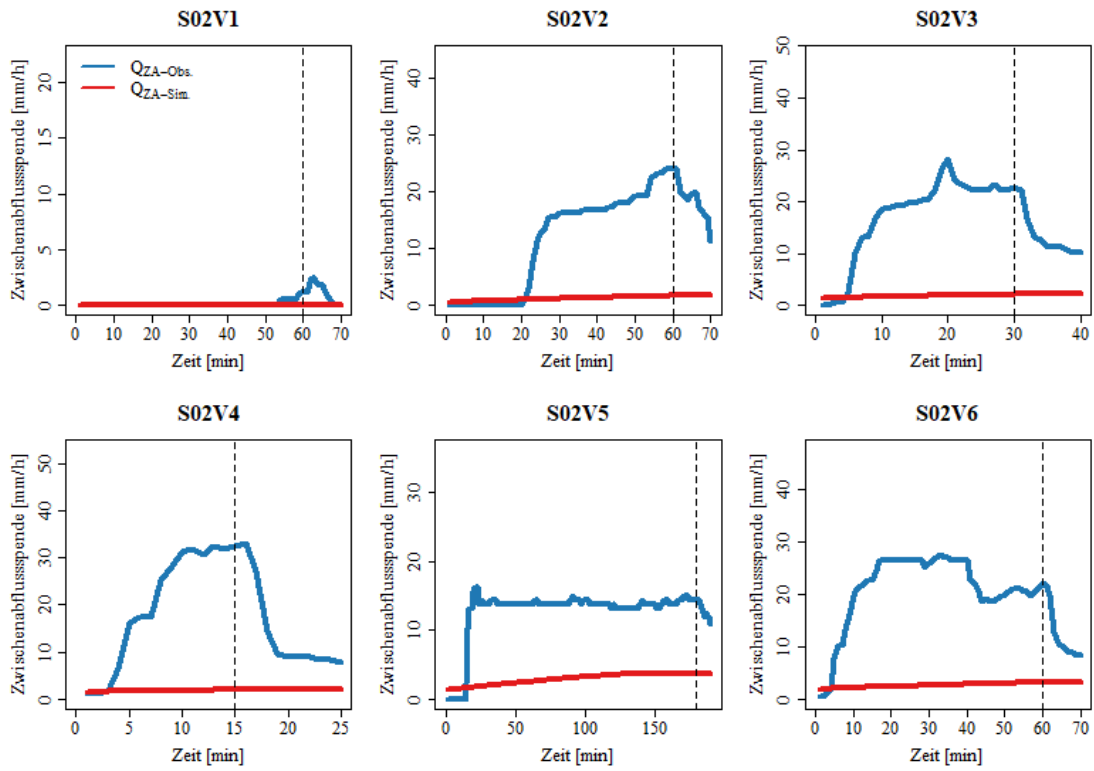 S02V1
Zwischenabflussspende [mm/h]
0 5 10 15 20
Q ZA−Obs.
Q ZA−Sim.
0 10 20 30 40 50 60 70
Zeit [min]
S02V2
Zwischenabflussspende [mm/h]
0 10 20 30 40
0 10 20 30 40 50 60 70
Zeit [min]
S02V3
Zwischenabflussspende [mm/h]
0 10 20 30 40 50
0 10 20 30 40
Zeit [min]
S02V4
Zwischenabflussspende [mm/h]
0 10 20 30 40 50
0 5 10 15 20 25
Zeit [min]
S02V5
Zwischenabflussspende [mm/h]
0 10 20 30
0 50 100 150
Zeit [min]
S02V6
Zwischenabflussspende [mm/h]
0 10 20 30 40
0 10 20 30 40 50 60 70
Zeit [min]